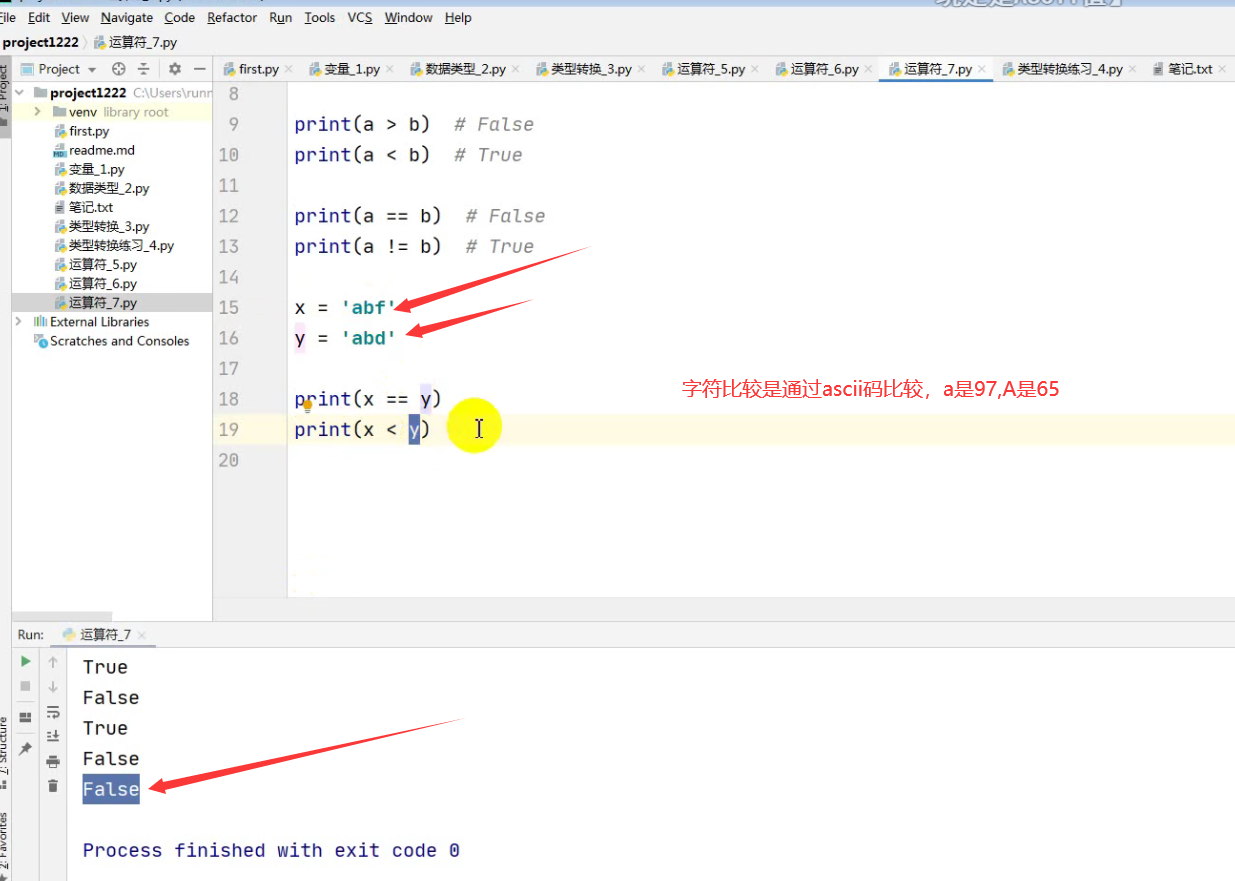 File Edit View Navigate Code Refactor Run Tools VCS Window Help
project1222 运算符_7.py
Project
first.py 变量_1.py 数据类型_2.py 类型转换_3.py 运算符_5.py 运算符_6.py 运算符_7.py 类型转换练习_4.py 笔记.txt
1: Project
project1222 C:\Users\runn
venv library root
first.py
readme.md
变量_1.py
数据类型_2.py
笔记.txt
类型转换_3.py
类型转换练习_4.py
运算符_5.py
运算符_6.py
运算符_7.py
External Libraries
Scratches and Consoles
8
9 print(a > b) # False
10 print(a < b) # True
11
12 print(a == b) # False
13 print(a != b) # True
14
15 x = 'abf'
16 y = 'abd'
17
18 print(x == y)
19 print(x < y)
20
字符比较是通过ascii码比较，a是97,A是65
Run: 运算符_7
True
False
True
False
False
Process finished with exit code 0
7: Structure
2: Favorites